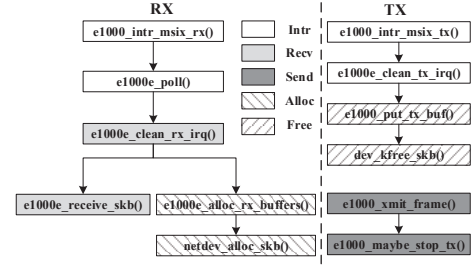 RX
TX
e1000_intr_msix_rx()
e1000e_poll()
e1000e_clean_rx_irq()
e1000e_receive_skb()
e1000e_alloc_rx_buffers()
netdev_alloc_skb()
Intr
Recv
Send
Alloc
Free
e1000_intr_msix_tx()
e1000e_clean_tx_irq()
e1000_put_tx_buf()
dev_kfree_skb()
e1000_xmit_frame()
e1000_maybe_stop_tx()